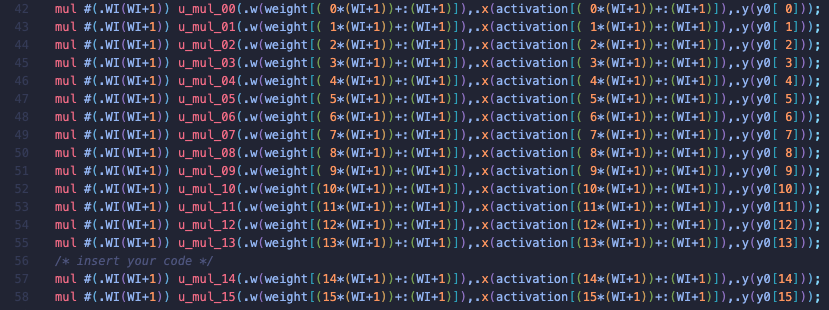 42 mul #(.WI(WI+1)) u_mul_00(.w(weight[( 0*(WI+1))+:(WI+1)]),.x(activation[( 0*(WI+1))+:(WI+1)]),.y(y0[ 0]));
43 mul #(.WI(WI+1)) u_mul_01(.w(weight[( 1*(WI+1))+:(WI+1)]),.x(activation[( 1*(WI+1))+:(WI+1)]),.y(y0[ 1]));
44 mul #(.WI(WI+1)) u_mul_02(.w(weight[( 2*(WI+1))+:(WI+1)]),.x(activation[( 2*(WI+1))+:(WI+1)]),.y(y0[ 2]));
45 mul #(.WI(WI+1)) u_mul_03(.w(weight[( 3*(WI+1))+:(WI+1)]),.x(activation[( 3*(WI+1))+:(WI+1)]),.y(y0[ 3]));
46 mul #(.WI(WI+1)) u_mul_04(.w(weight[( 4*(WI+1))+:(WI+1)]),.x(activation[( 4*(WI+1))+:(WI+1)]),.y(y0[ 4]));
47 mul #(.WI(WI+1)) u_mul_05(.w(weight[( 5*(WI+1))+:(WI+1)]),.x(activation[( 5*(WI+1))+:(WI+1)]),.y(y0[ 5]));
48 mul #(.WI(WI+1)) u_mul_06(.w(weight[( 6*(WI+1))+:(WI+1)]),.x(activation[( 6*(WI+1))+:(WI+1)]),.y(y0[ 6]));
49 mul #(.WI(WI+1)) u_mul_07(.w(weight[( 7*(WI+1))+:(WI+1)]),.x(activation[( 7*(WI+1))+:(WI+1)]),.y(y0[ 7]));
50 mul #(.WI(WI+1)) u_mul_08(.w(weight[( 8*(WI+1))+:(WI+1)]),.x(activation[( 8*(WI+1))+:(WI+1)]),.y(y0[ 8]));
51 mul #(.WI(WI+1)) u_mul_09(.w(weight[( 9*(WI+1))+:(WI+1)]),.x(activation[( 9*(WI+1))+:(WI+1)]),.y(y0[ 9]));
52 mul #(.WI(WI+1)) u_mul_10(.w(weight[(10*(WI+1))+:(WI+1)]),.x(activation[(10*(WI+1))+:(WI+1)]),.y(y0[10]));
53 mul #(.WI(WI+1)) u_mul_11(.w(weight[(11*(WI+1))+:(WI+1)]),.x(activation[(11*(WI+1))+:(WI+1)]),.y(y0[11]));
54 mul #(.WI(WI+1)) u_mul_12(.w(weight[(12*(WI+1))+:(WI+1)]),.x(activation[(12*(WI+1))+:(WI+1)]),.y(y0[12]));
55 mul #(.WI(WI+1)) u_mul_13(.w(weight[(13*(WI+1))+:(WI+1)]),.x(activation[(13*(WI+1))+:(WI+1)]),.y(y0[13]));
56 /* insert your code */
57 mul #(.WI(WI+1)) u_mul_14(.w(weight[(14*(WI+1))+:(WI+1)]),.x(activation[(14*(WI+1))+:(WI+1)]),.y(y0[14]));
58 mul #(.WI(WI+1)) u_mul_15(.w(weight[(15*(WI+1))+:(WI+1)]),.x(activation[(15*(WI+1))+:(WI+1)]),.y(y0[15]));